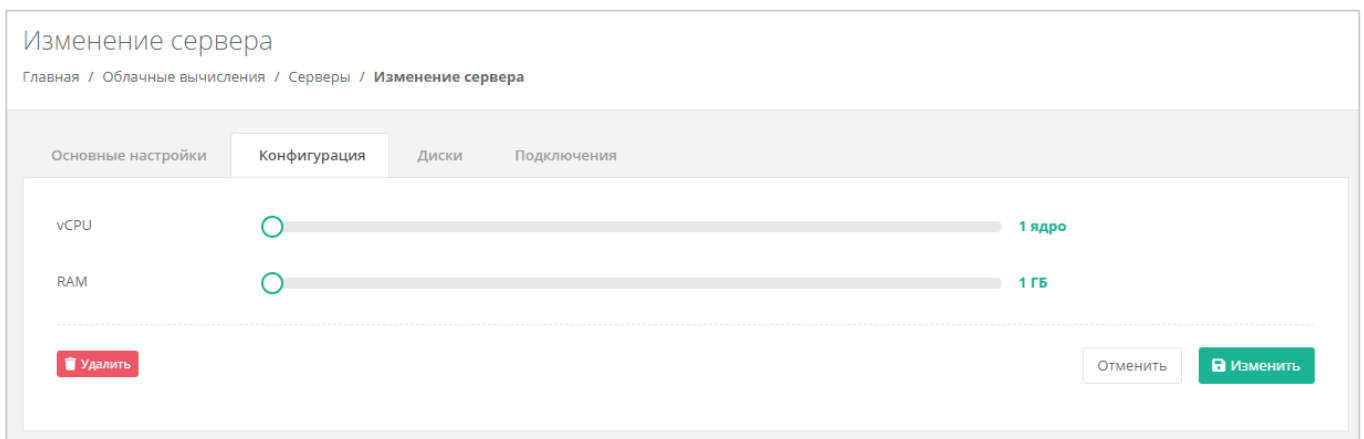 Изменение сервера
Главная / Облачные вычисления / Серверы / Изменение сервера
Основные настройки Конфигурация Диски Подключения
vCPU 1 ядро
RAM 1 ГБ
Удалить Отменить Изменить